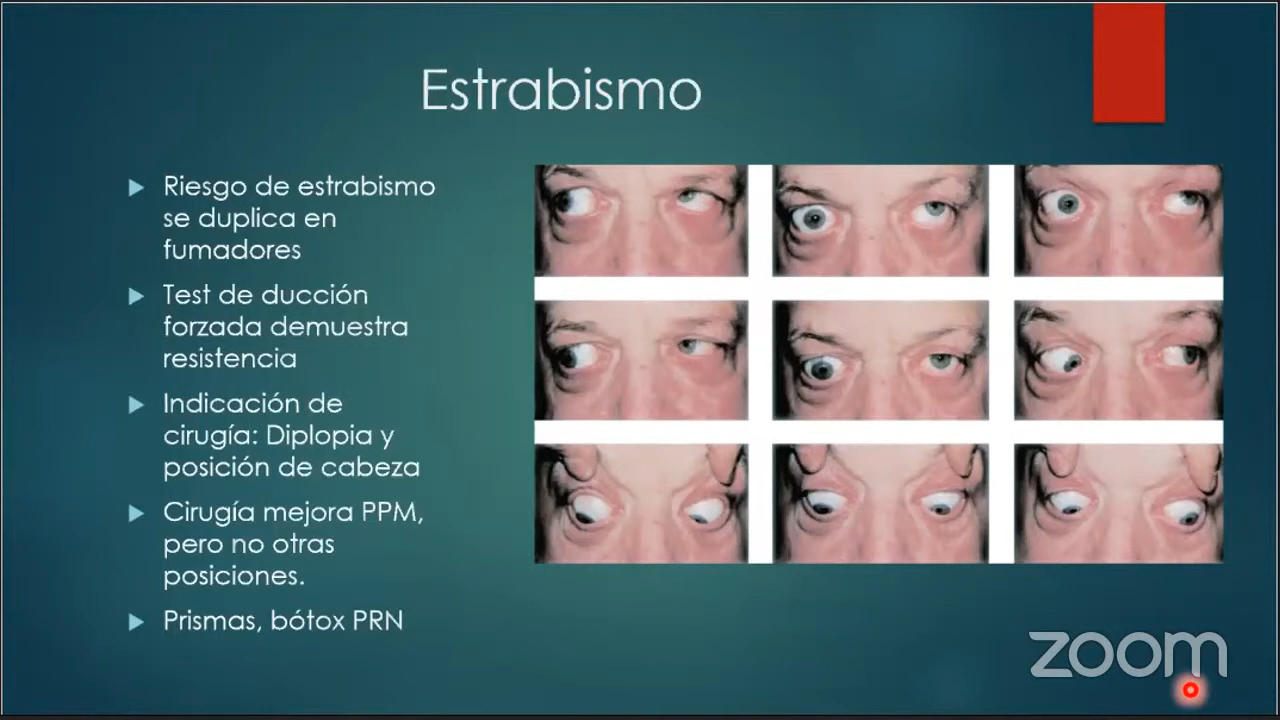 Estrabismo
Riesgo de estrabismo
se duplica en
fumadores
Test de ducción
forzada demuestra
resistencia
Indicación de
cirugía: Diplopia y
posición de cabeza
Cirugía mejora PPM,
pero no otras
posiciones.
Prismas, bótox PRN
zoom